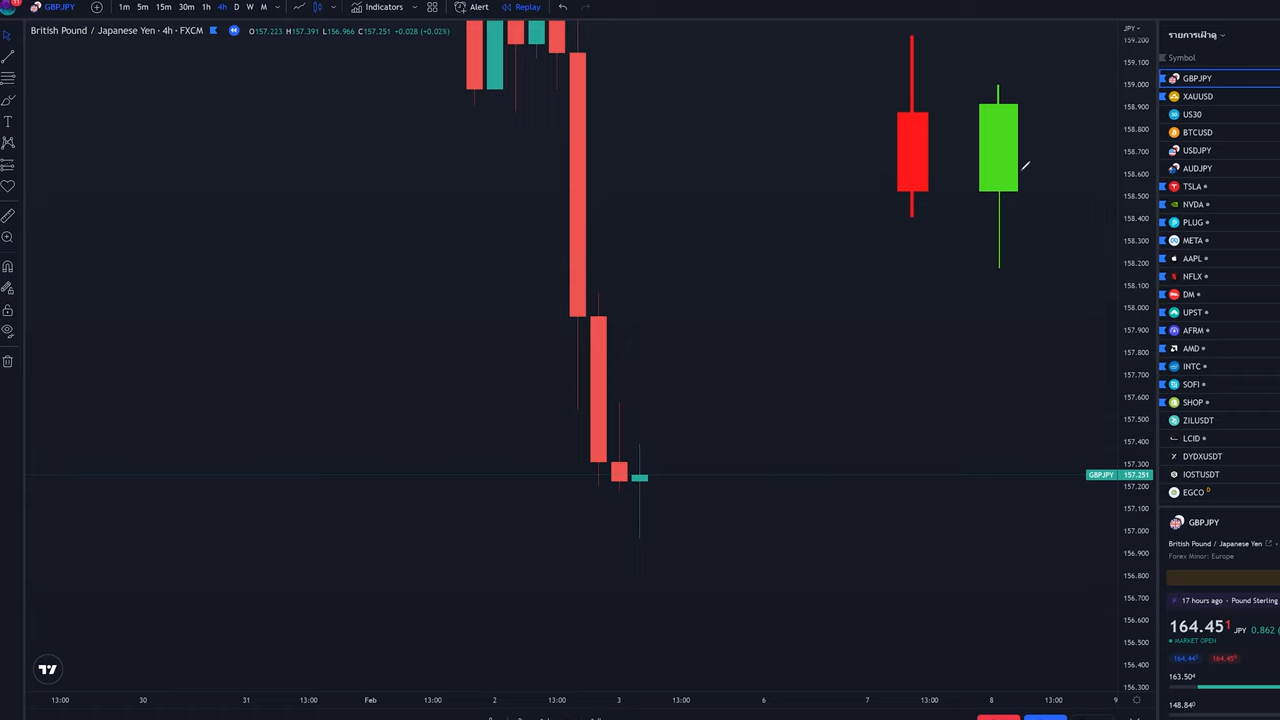 GBPJPY 1m 5m 15m 30m 1h 4h D W M Indicators Alert Replay
British Pound / Japanese Yen · 4h · FXCM O157.223 H157.391 L156.966 C157.251 +0.028 (+0.02%)
JPY
159.200
159.100
159.000
158.900
158.800
158.700
158.600
158.500
158.400
158.300
158.200
158.100
158.000
157.900
157.800
157.700
157.600
157.500
157.400
157.300
GBPJPY 157.251
157.200
157.100
157.000
156.900
156.800
156.700
156.600
156.500
156.400
156.300
13:00 30 13:00 31 13:00 Feb 13:00 2 13:00 3 13:00 6 7 13:00 8 13:00 9
รายการเฝ้าดู
Symbol
GBPJPY
XAUUSD
US30
BTCUSD
USDJPY
AUDJPY
TSLA
NVDA
PLUG
META
AAPL
NFLX
DM
UPST
AFRM
AMD
INTC
SOFI
SHOP
ZILUSDT
LCID
DYDXUSDT
IOSTUSDT
EGCO D
GBPJPY
British Pound / Japanese Yen
Forex Minor: Europe
17 hours ago · Pound Sterling
164.451 JPY 0.862
MARKET OPEN
163.504
148.840